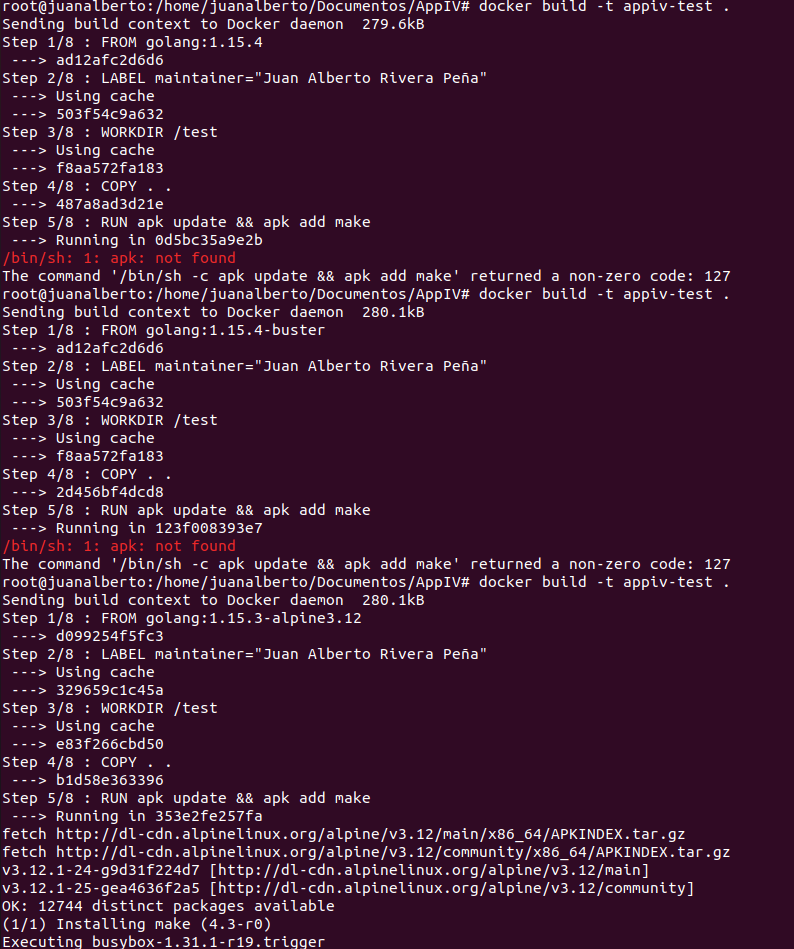 root@juanalberto:/home/juanalberto/Documentos/AppIV# docker build -t appiv-test .
Sending build context to Docker daemon  279.6kB
Step 1/8 : FROM golang:1.15.4
 ---> ad12afc2d6d6
Step 2/8 : LABEL maintainer="Juan Alberto Rivera Peña"
 ---> Using cache
 ---> 503f54c9a632
Step 3/8 : WORKDIR /test
 ---> Using cache
 ---> f8aa572fa183
Step 4/8 : COPY . .
 ---> 487a8ad3d21e
Step 5/8 : RUN apk update && apk add make
 ---> Running in 0d5bc35a9e2b
/bin/sh: 1: apk: not found
The command '/bin/sh -c apk update && apk add make' returned a non-zero code: 127
root@juanalberto:/home/juanalberto/Documentos/AppIV# docker build -t appiv-test .
Sending build context to Docker daemon  280.1kB
Step 1/8 : FROM golang:1.15.4-buster
 ---> ad12afc2d6d6
Step 2/8 : LABEL maintainer="Juan Alberto Rivera Peña"
 ---> Using cache
 ---> 503f54c9a632
Step 3/8 : WORKDIR /test
 ---> Using cache
 ---> f8aa572fa183
Step 4/8 : COPY . .
 ---> 2d456bf4dcd8
Step 5/8 : RUN apk update && apk add make
 ---> Running in 123f008393e7
/bin/sh: 1: apk: not found
The command '/bin/sh -c apk update && apk add make' returned a non-zero code: 127
root@juanalberto:/home/juanalberto/Documentos/AppIV# docker build -t appiv-test .
Sending build context to Docker daemon  280.1kB
Step 1/8 : FROM golang:1.15.3-alpine3.12
 ---> d099254f5fc3
Step 2/8 : LABEL maintainer="Juan Alberto Rivera Peña"
 ---> Using cache
 ---> 329659c1c45a
Step 3/8 : WORKDIR /test
 ---> Using cache
 ---> e83f266cbd50
Step 4/8 : COPY . .
 ---> b1d58e363396
Step 5/8 : RUN apk update && apk add make
 ---> Running in 353e2fe257fa
fetch http://dl-cdn.alpinelinux.org/alpine/v3.12/main/x86_64/APKINDEX.tar.gz
fetch http://dl-cdn.alpinelinux.org/alpine/v3.12/community/x86_64/APKINDEX.tar.gz
v3.12.1-24-g9d31f224d7 [http://dl-cdn.alpinelinux.org/alpine/v3.12/main]
v3.12.1-25-gea4636f2a5 [http://dl-cdn.alpinelinux.org/alpine/v3.12/community]
OK: 12744 distinct packages available
(1/1) Installing make (4.3-r0)
Executing busybox-1.31.1-r19.trigger